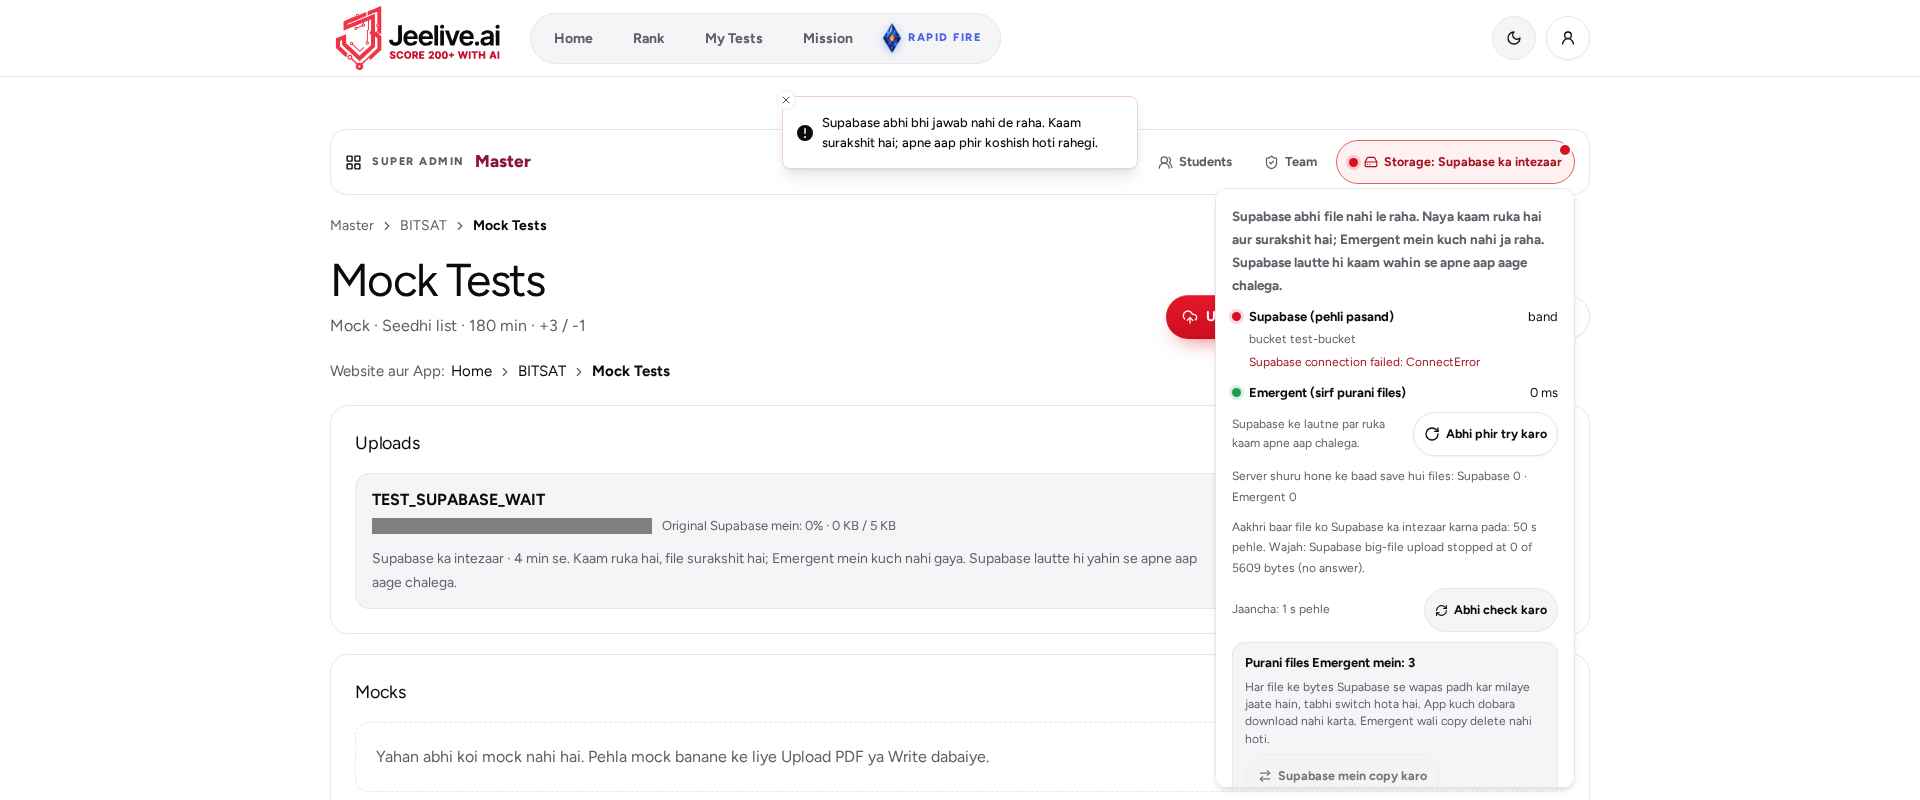 Jeelive.ai
SCORE 200+ WITH AI
Home
Rank
My Tests
Mission
RAPID FIRE
Supabase abhi bhi jawab nahi de raha. Kaam
surakshit hai; apne aap phir koshish hoti rahegi.
SUPER ADMIN
Master
Students
Team
Storage: Supabase ka intezaar
Master
BITSAT
Mock Tests
Mock Tests
Mock · Seedhi list · 180 min · +3 / -1
U
Website aur App:
Home
BITSAT
Mock Tests
Uploads
TEST_SUPABASE_WAIT
Original Supabase mein: 0% · 0 KB / 5 KB
Supabase ka intezaar · 4 min se. Kaam ruka hai, file surakshit hai; Emergent mein kuch nahi gaya. Supabase lautte hi yahin se apne aap
aage chalega.
Mocks
Yahan abhi koi mock nahi hai. Pehla mock banane ke liye Upload PDF ya Write dabaiye.
Supabase abhi file nahi le raha. Naya kaam ruka hai
aur surakshit hai; Emergent mein kuch nahi ja raha.
Supabase lautte hi kaam wahin se apne aap aage
chalega.
Supabase (pehli pasand)
band
bucket test-bucket
Supabase connection failed: ConnectError
Emergent (sirf purani files)
0 ms
Supabase ke lautne par ruka
kaam apne aap chalega.
Abhi phir try karo
Server shuru hone ke baad save hui files: Supabase 0 ·
Emergent 0
Aakhri baar file ko Supabase ka intezaar karna pada: 50 s
pehle. Wajah: Supabase big-file upload stopped at 0 of
5609 bytes (no answer).
Jaancha: 1 s pehle
Abhi check karo
Purani files Emergent mein: 3
Har file ke bytes Supabase se wapas padh kar milaye
jaate hain, tabhi switch hota hai. App kuch dobara
download nahi karta. Emergent wali copy delete nahi
hoti.
Supabase mein copy karo